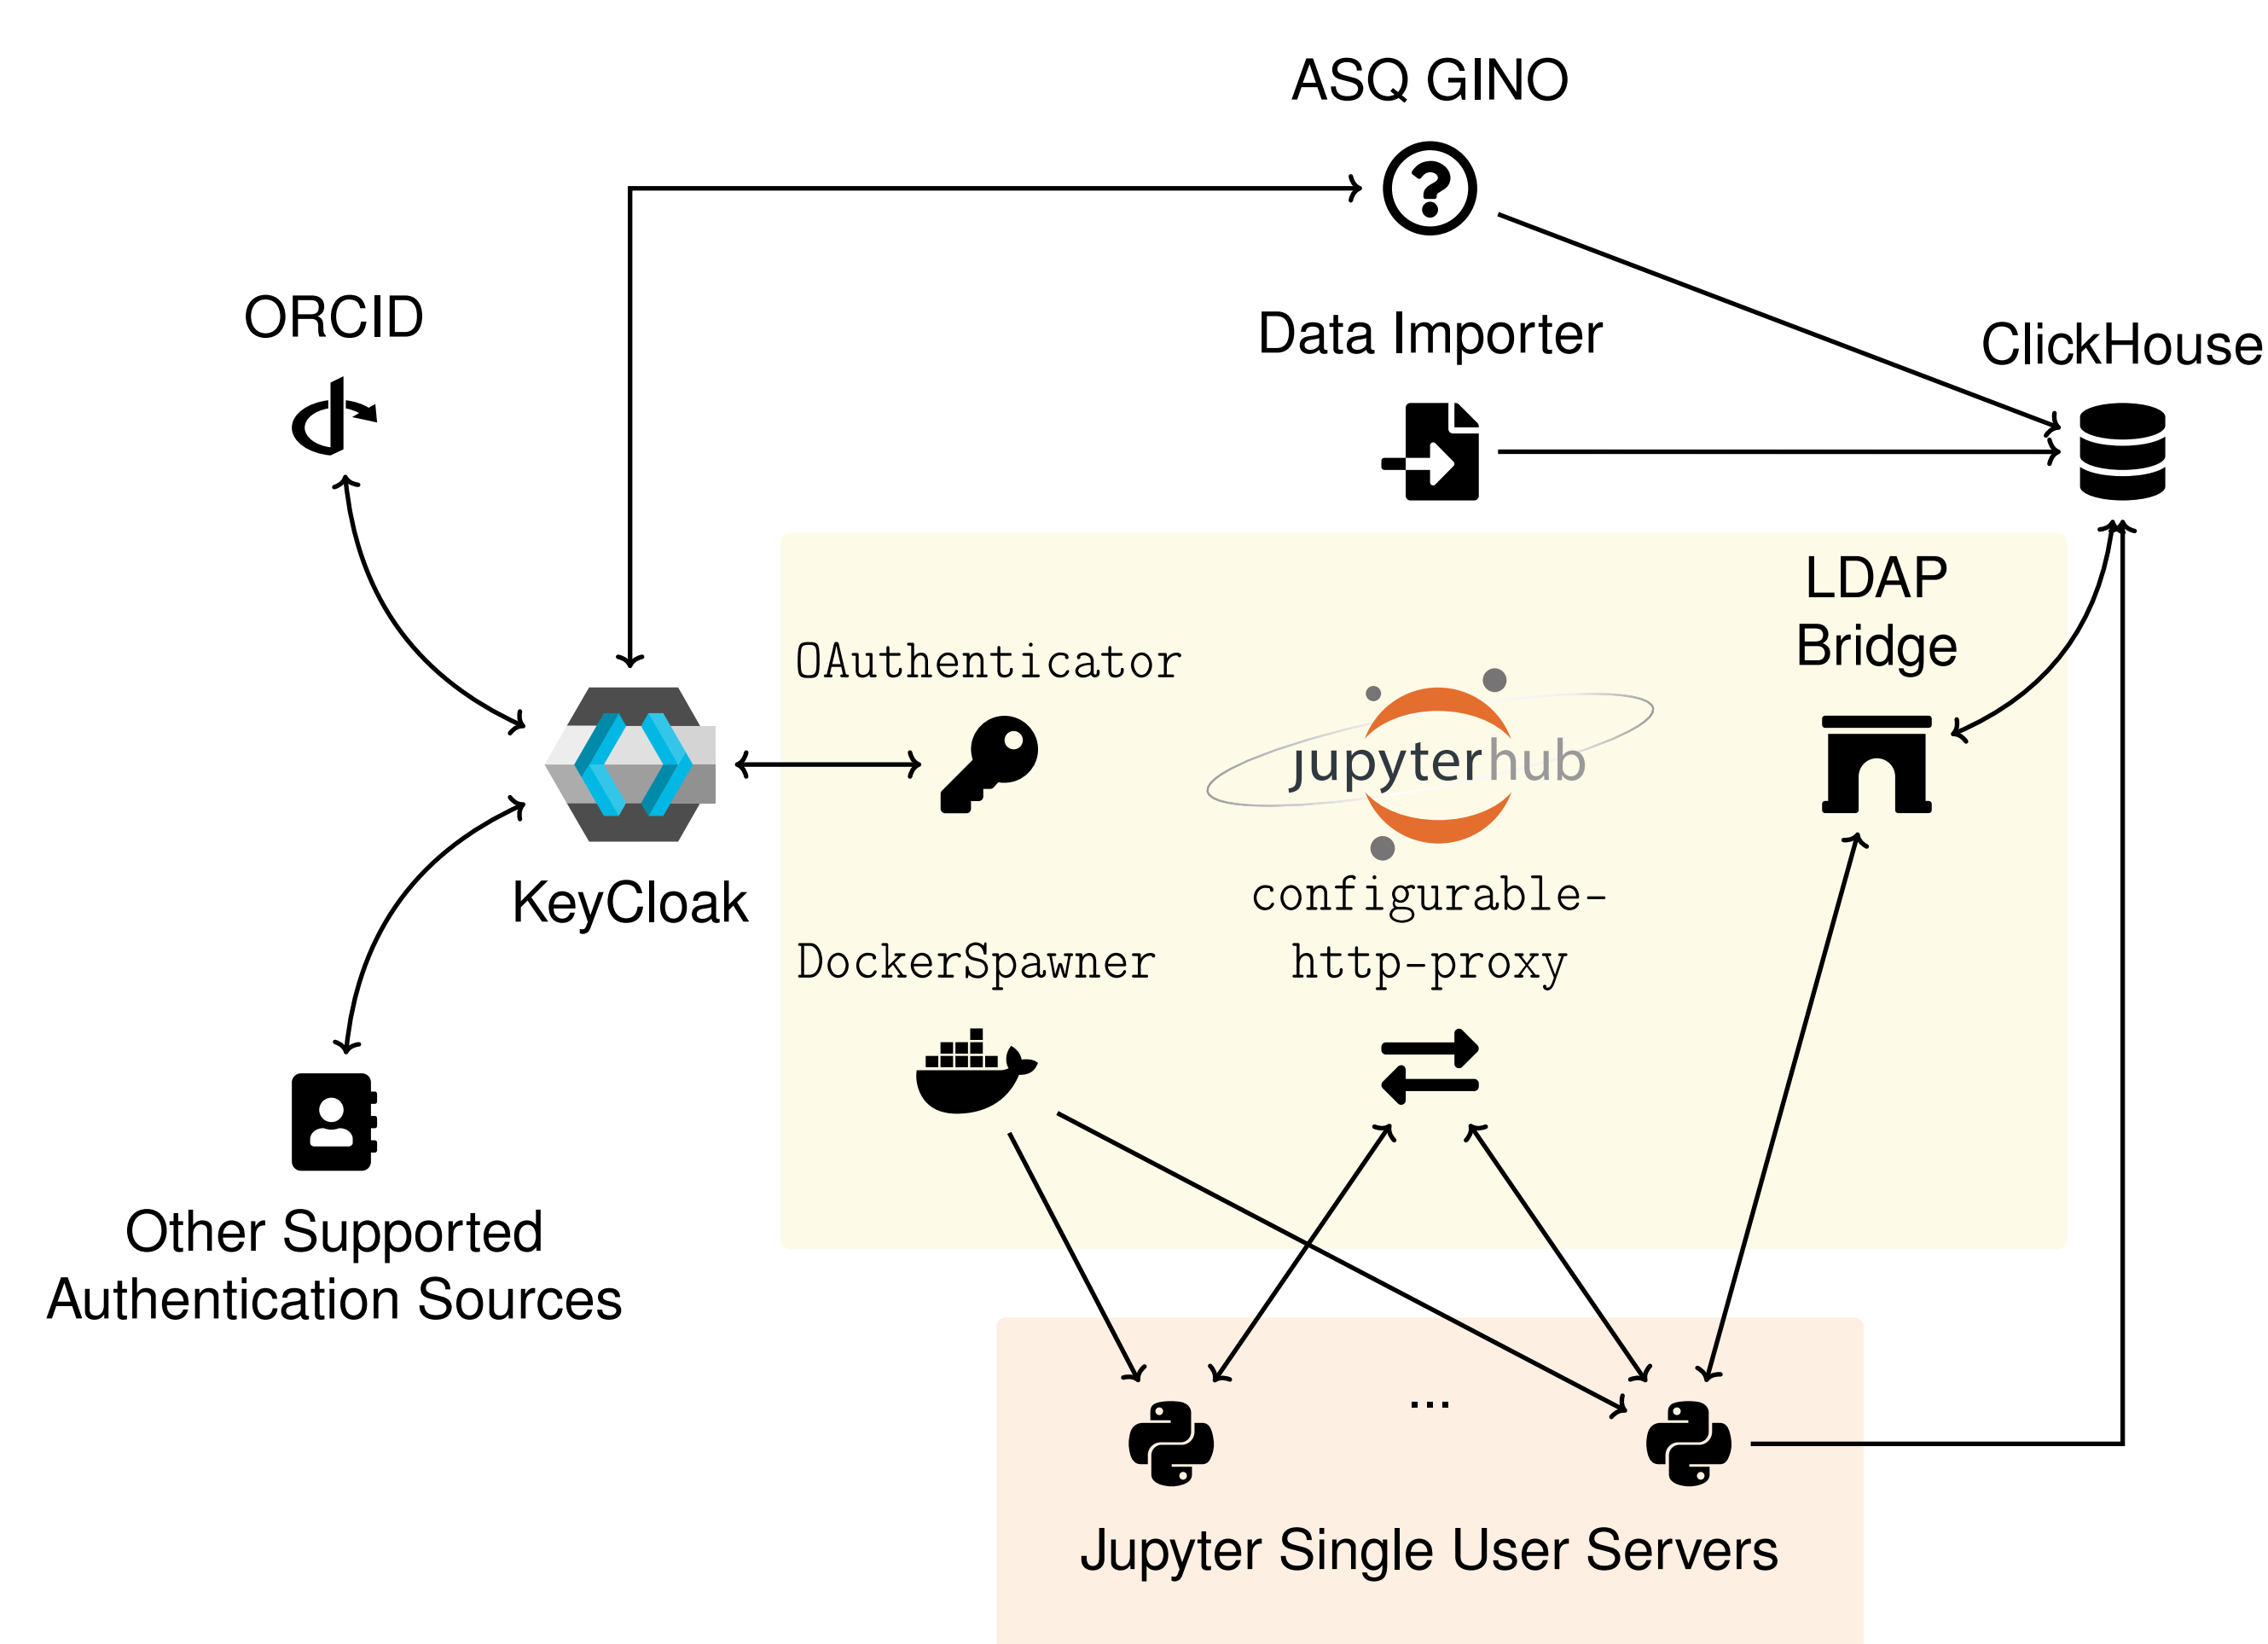 ASQ GINO
ORCID
Data Importer
ClickHouse
LDAP
Bridge
OAuthenticator
jupyterhub
KeyCloak
configurable-
http-proxy
DockerSpawner
Other Supported
Authentication Sources
...
Jupyter Single User Servers